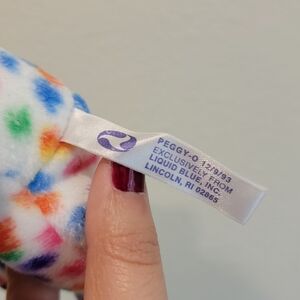 PEGGY-O 12/9/93
EXCLUSIVELY FROM
LIQUID BLUE, INC.
LINCOLN, RI 02865